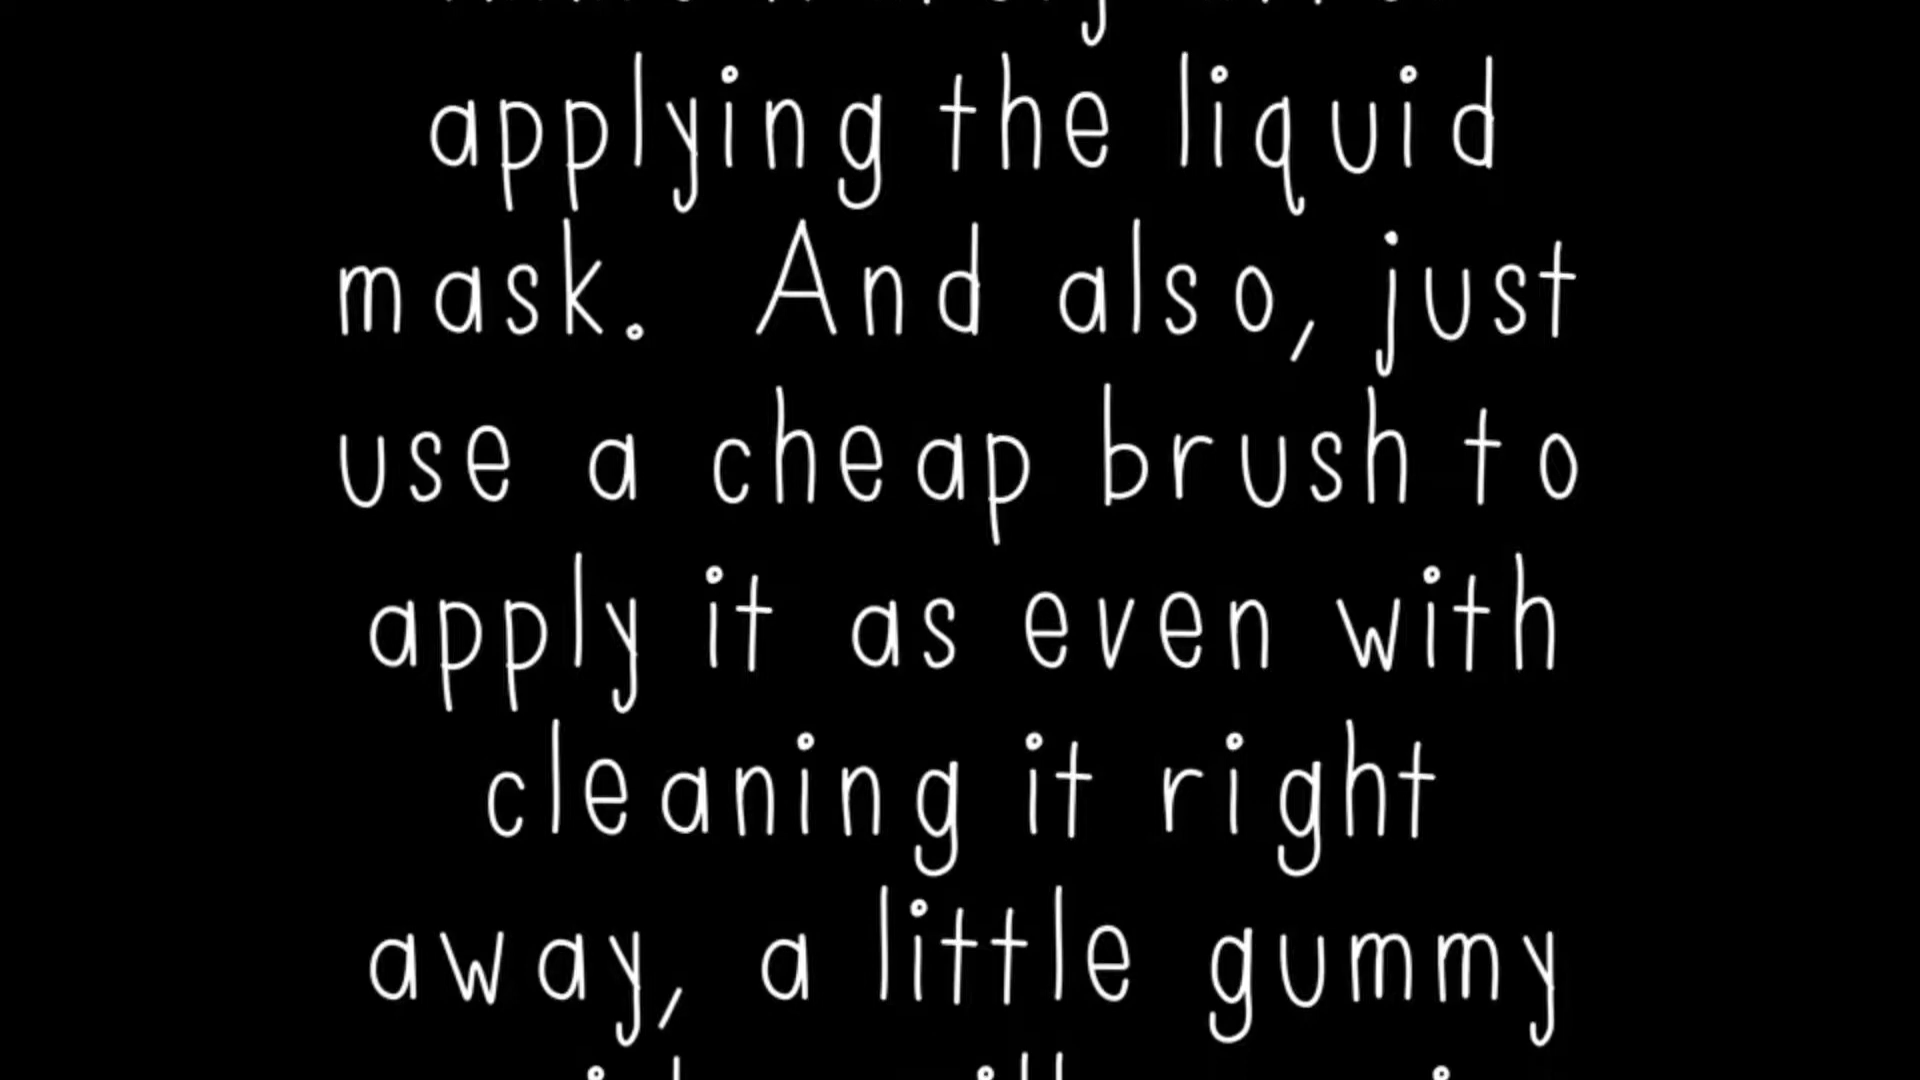 applying the liquid
mask. And also, just
use a cheap brush to
apply it as even with
cleaning it right
away, a little gummy